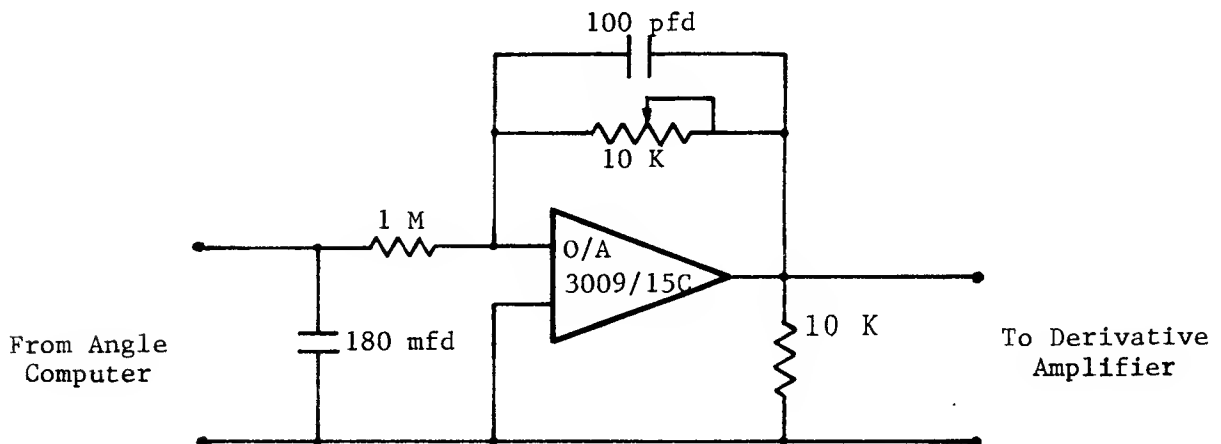 100 pfd
10 K
1 M
O/A
3009/15C
180 mfd
10 K
From Angle
Computer
To Derivative
Amplifier